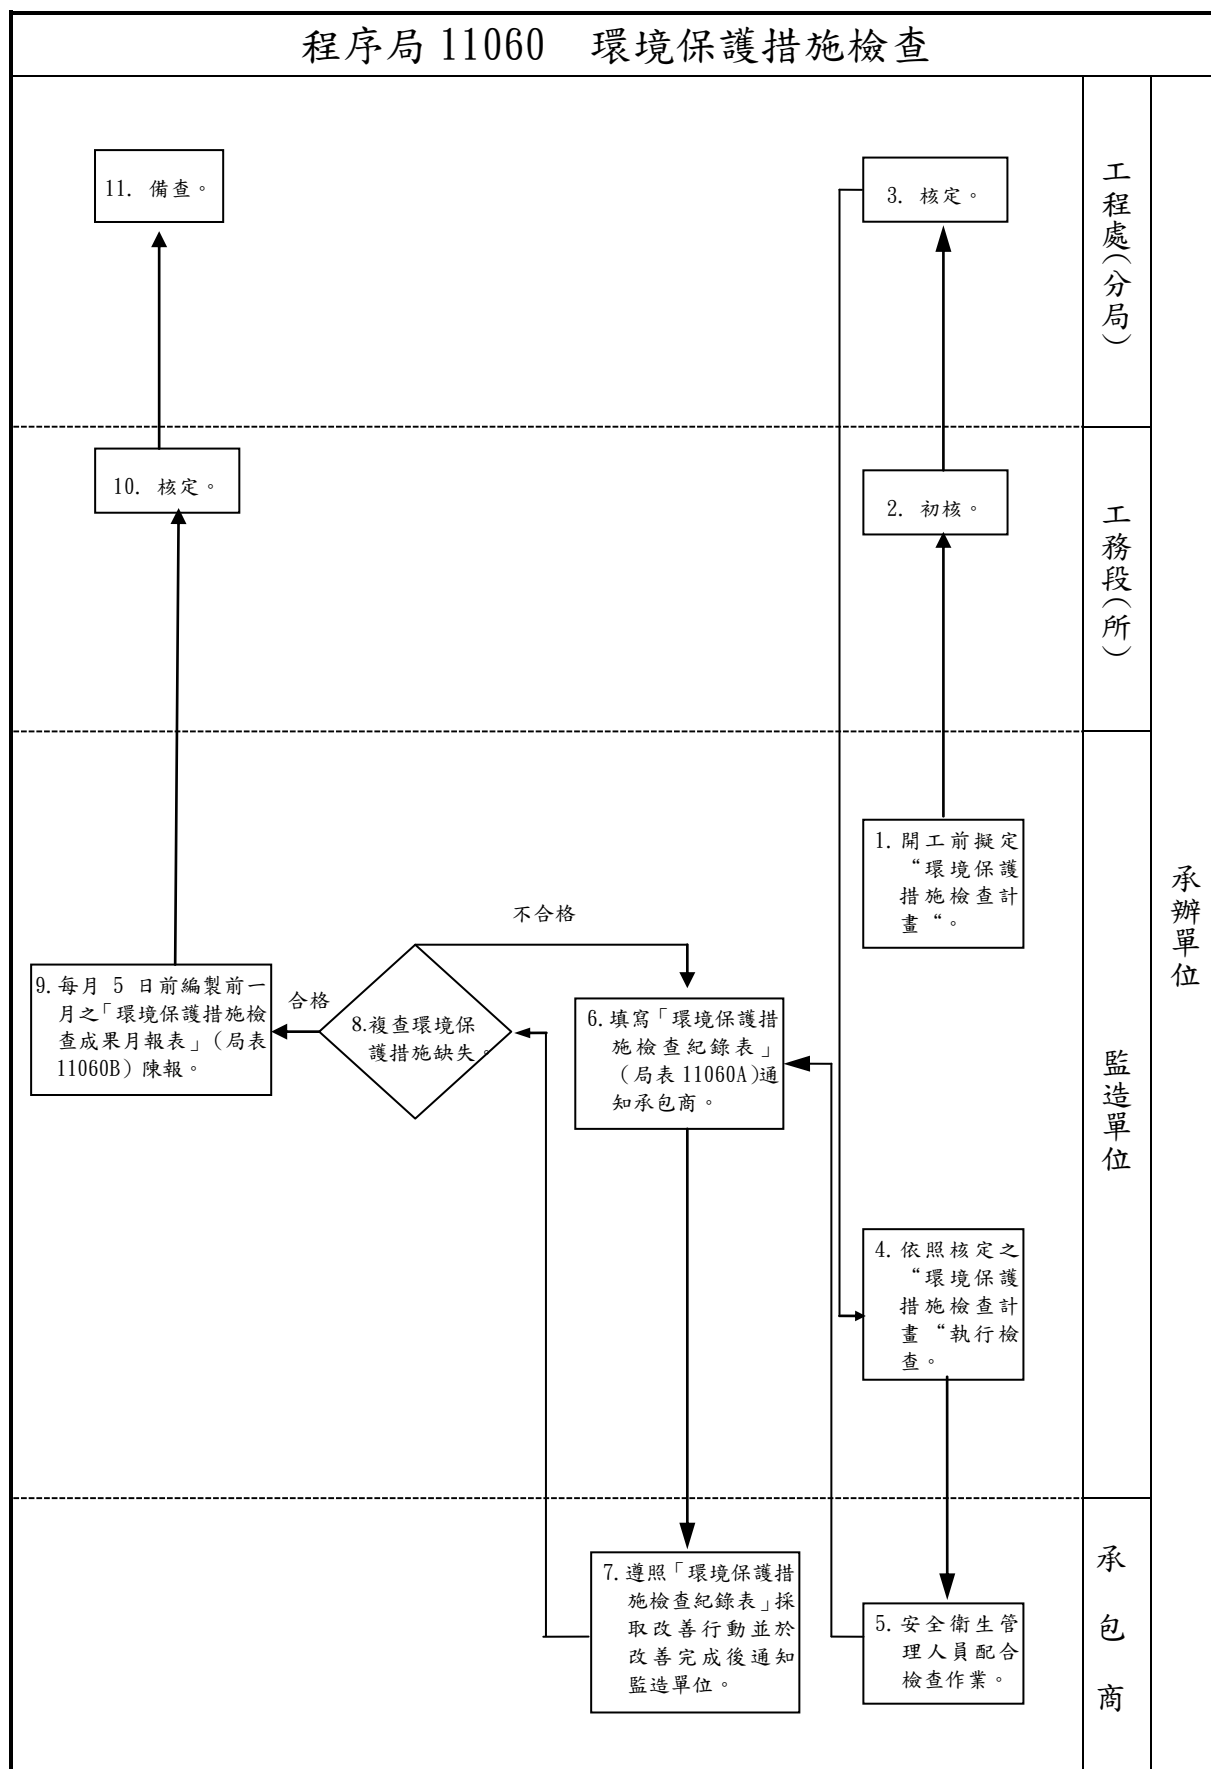 程序局 11060　環境保護措施檢查
11. 備查。
3. 核定。
工程處(分局)
10. 核定。
2. 初核。
工務段(所)
1. 開工前擬定
“環境保護
措施檢查計
畫“。
承辦單位
不合格
9. 每月 5 日前編製前一
月之「環境保護措施檢
查成果月報表」(局表
11060B) 陳報。
合格
8.複查環境保
護措施缺失。
6. 填寫「環境保護措
施檢查紀錄表」
(局表 11060A)通
知承包商。
監造單位
4. 依照核定之
“環境保護
措施檢查計
畫“執行檢
查。
7. 遵照「環境保護措
施檢查紀錄表」採
取改善行動並於
改善完成後通知
監造單位。
5. 安全衛生管
理人員配合
檢查作業。
承包商